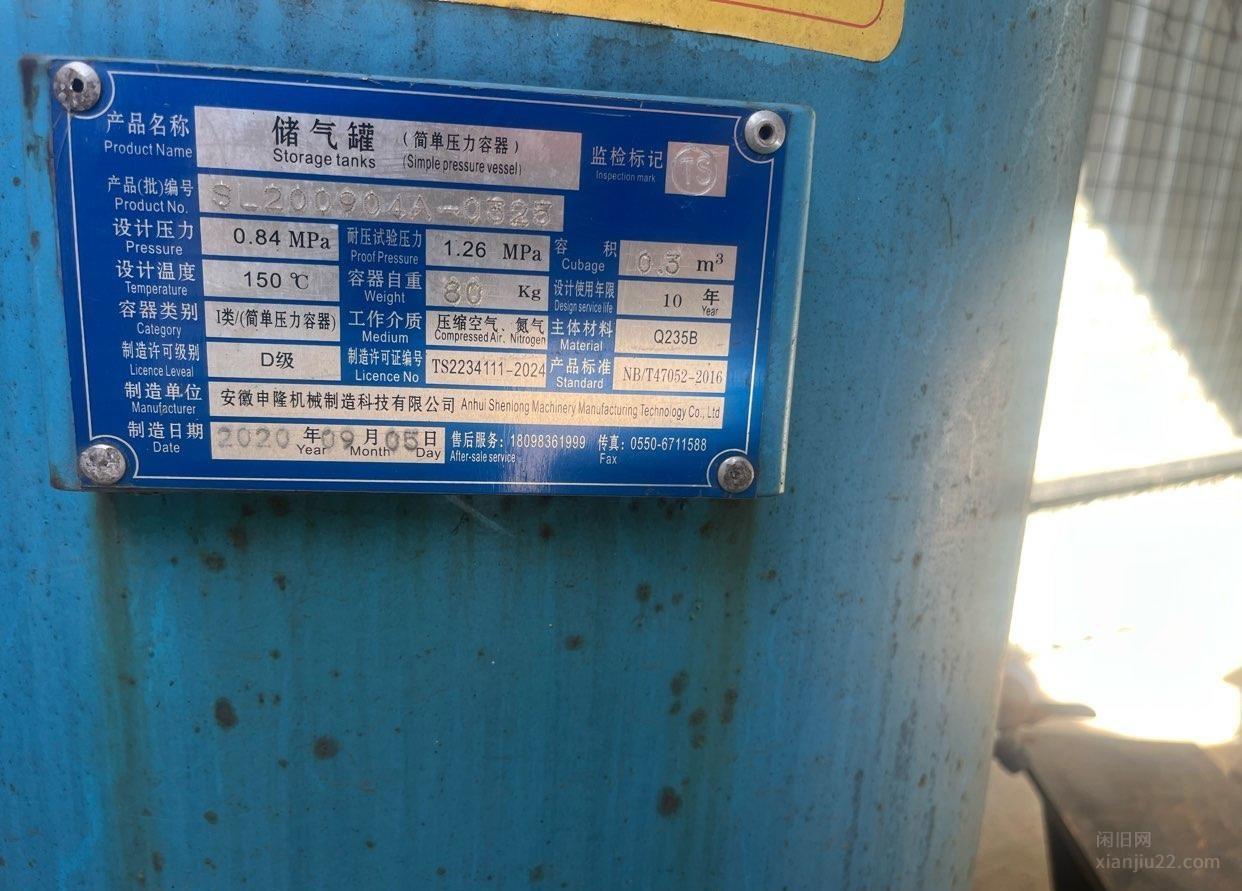 产品名称 储气罐 （简单压力容器） 监检标记 TS
Product Name Storage tanks (Simple pressure vessel) Inspection mark
产品(批)编号 SL200904A-0323
Product No.
设计压力 0.84 MPa 耐压试验压力 1.26 MPa 容积 0.3 m³
Pressure Proof Pressure Cubage
设计温度 150 ℃ 容器自重 80 Kg 设计使用年限 10 年
Temperature Weight Design service life Year
容器类别 I类/(简单压力容器) 工作介质 压缩空气、氮气 主体材料 Q235B
Category Medium Compressed Air、Nitrogen Material
制造许可级别 D级 制造许可证编号 TS2234111-2024 产品标准 NB/T47052-2016
Licence Leveal Licence No Standard
制造单位 安徽申隆机械制造科技有限公司 Anhui Shenlong Machinery Manufacturing Technology Co., Ltd
Manufacturer
制造日期 2020 年 09 月 05 日 售后服务: 18098361999 传真: 0550-6711588
Date Year Month Day After-sale service Fax
闲旧网
xianjiu22.com